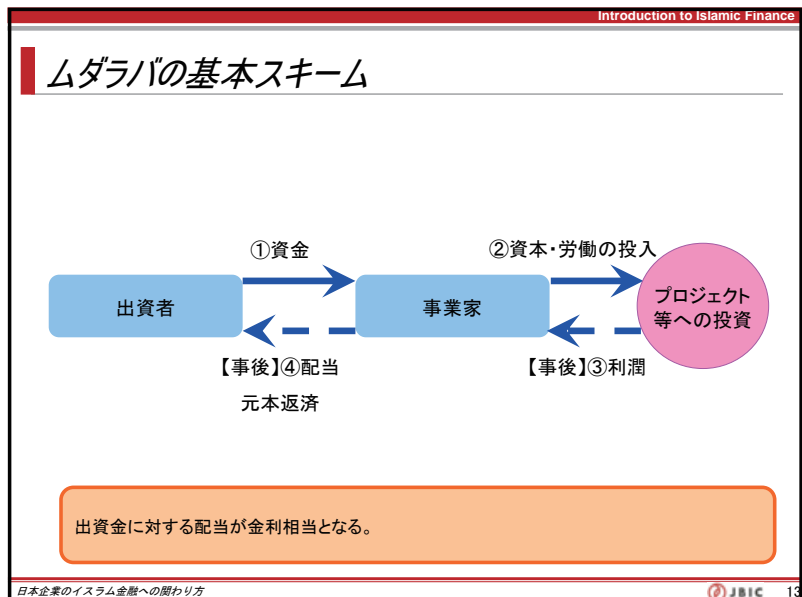 Introduction to Islamic Finance
ムダラバの基本スキーム
①資金
②資本・労働の投入
出資者
事業家
プロジェクト
等への投資
【事後】④配当
元本返済
【事後】③利潤
出資金に対する配当が金利相当となる。
日本企業のイスラム金融への関わり方
JBIC
13